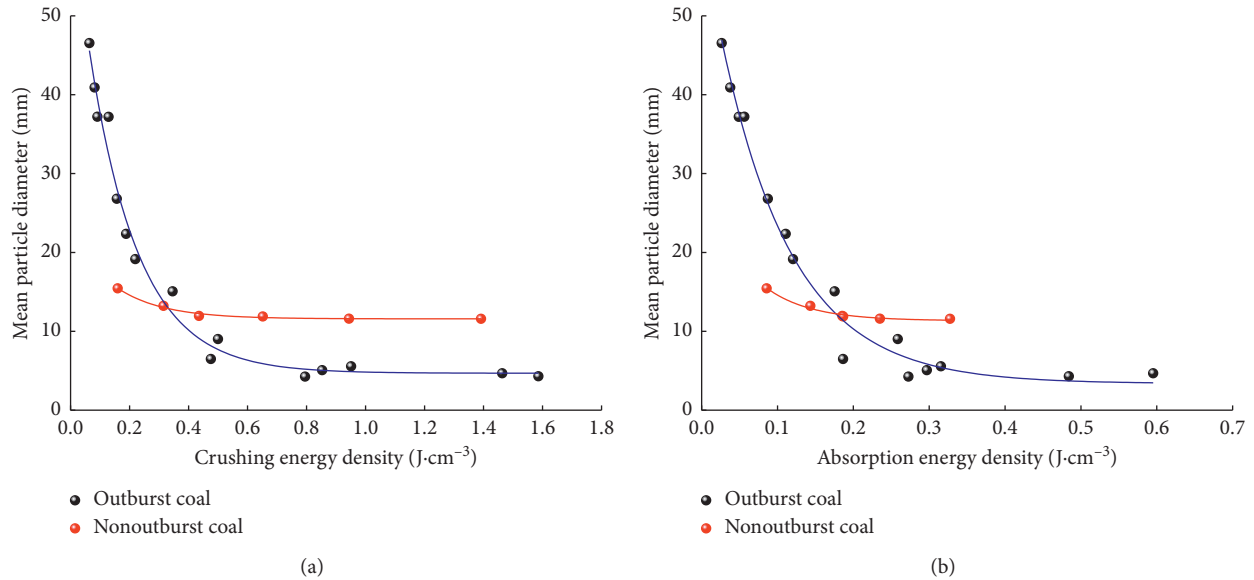 50
40
30
20
10
0
Mean particle diameter (mm)
0.0 0.2 0.4 0.6 0.8 1.0 1.2 1.4 1.6 1.8
Crushing energy density (J·cm⁻³)
Outburst coal
Nonoutburst coal
(a)
50
40
30
20
10
0
Mean particle diameter (mm)
0.0 0.1 0.2 0.3 0.4 0.5 0.6 0.7
Absorption energy density (J·cm⁻³)
Outburst coal
Nonoutburst coal
(b)